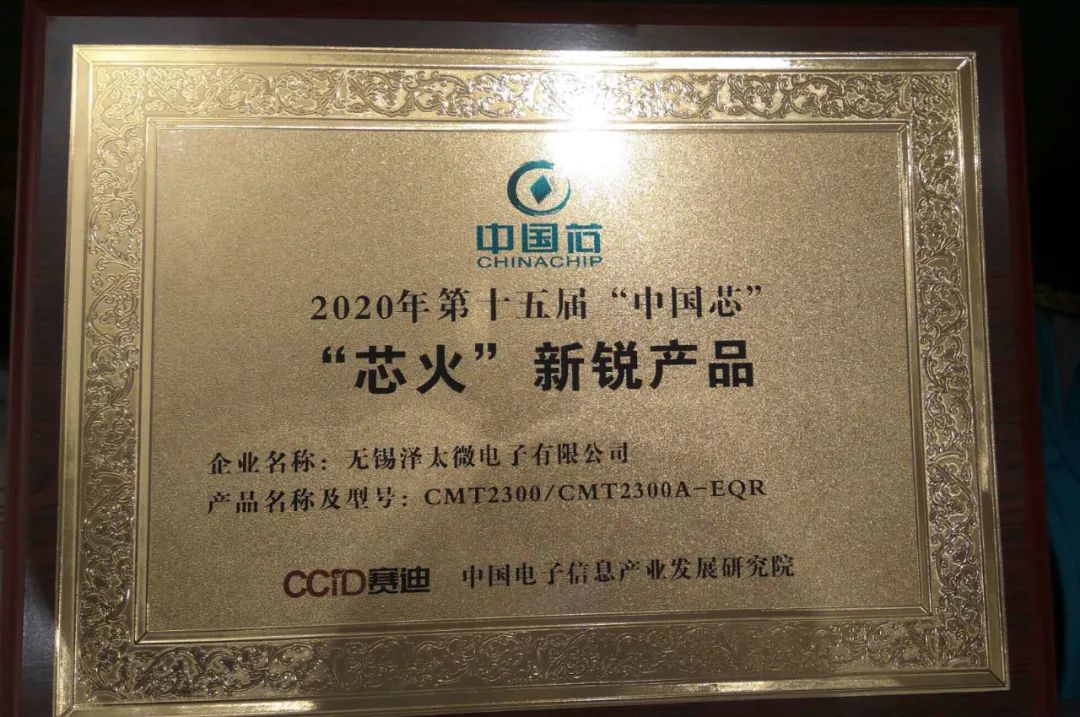 中国芯
CHINACHIP
2020年第十五届“中国芯”
“芯火”新锐产品
企业名称：无锡泽太微电子有限公司
产品名称及型号：CMT2300/CMT2300A-EQR
CCID赛迪 中国电子信息产业发展研究院